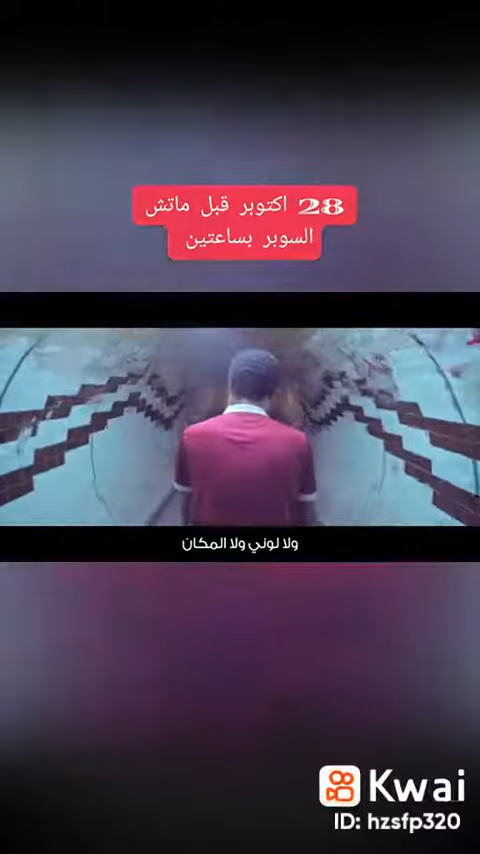 28 اكتوبر قبل ماتش
السوبر بساعتين
ولا لوني ولا المكان
Kwai
ID: hzsfp320